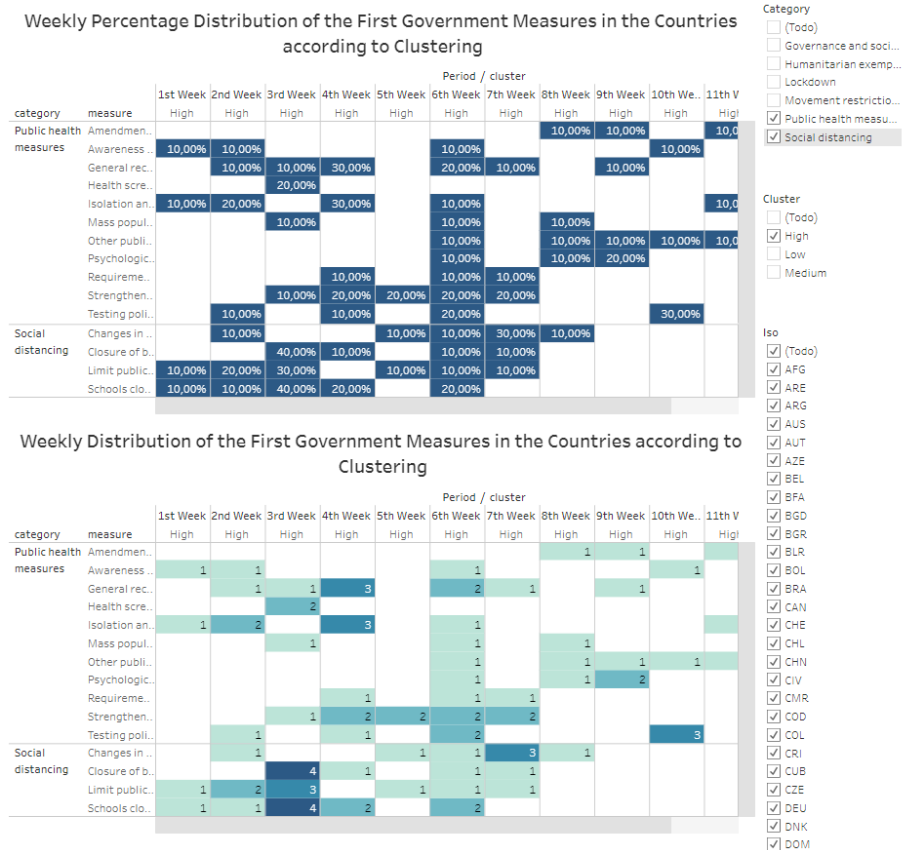 Weekly Percentage Distribution of the First Government Measures in the Countries
according to Clustering
Period / cluster
1st Week 2nd Week 3rd Week 4th Week 5th Week 6th Week 7th Week 8th Week 9th Week 10th We.. 11th W
category measure High High High High High High High High High High High
Public health Amendmen.. 10,00% 10,00% 10,0
measures Awareness .. 10,00% 10,00% 10,00% 10,00%
General rec.. 10,00% 10,00% 30,00% 20,00% 10,00% 10,00%
Health scre.. 20,00%
Isolation an.. 10,00% 20,00% 30,00% 10,00% 10,0
Mass popul.. 10,00% 10,00% 10,00%
Other publi.. 10,00% 10,00% 10,00% 10,00% 10,0
Psychologic.. 10,00% 10,00% 20,00%
Requireme.. 10,00% 10,00% 10,00%
Strengthen.. 10,00% 20,00% 20,00% 20,00% 20,00%
Testing poli.. 10,00% 10,00% 20,00% 30,00%
Social Changes in .. 10,00% 10,00% 10,00% 30,00% 10,00%
distancing Closure of b.. 40,00% 10,00% 10,00% 10,00%
Limit public.. 10,00% 20,00% 30,00% 10,00% 10,00% 10,00%
Schools clo.. 10,00% 10,00% 40,00% 20,00% 20,00%
Weekly Distribution of the First Government Measures in the Countries according to
Clustering
Period / cluster
1st Week 2nd Week 3rd Week 4th Week 5th Week 6th Week 7th Week 8th Week 9th Week 10th We.. 11th W
category measure High High High High High High High High High High High
Public health Amendmen.. 1 1
measures Awareness .. 1 1 1 1
General rec.. 1 1 3 2 1 1
Health scre.. 2
Isolation an.. 1 2 3 1
Mass popul.. 1 1 1
Other publi.. 1 1 1 1
Psychologic.. 1 1 2
Requireme.. 1 1 1
Strengthen.. 1 2 2 2 2
Testing poli.. 1 1 2 3
Social Changes in .. 1 1 1 3 1
distancing Closure of b.. 4 1 1 1
Limit public.. 1 2 3 1 1 1
Schools clo.. 1 1 4 2 2
Category
(Todo)
Governance and soci...
Humanitarian exemp...
Lockdown
Movement restrictio...
Public health measu...
Social distancing
Cluster
(Todo)
High
Low
Medium
Iso
(Todo)
AFG
ARE
ARG
AUS
AUT
AZE
BEL
BFA
BGD
BGR
BLR
BOL
BRA
CAN
CHE
CHL
CHN
CIV
CMR
COD
COL
CRI
CUB
CZE
DEU
DNK
DOM